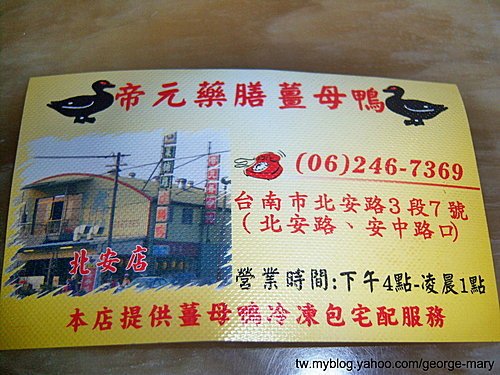 帝元藥膳薑母鴨
(06)246-7369
台南市北安路3段7號
(北安路、安中路口)
北安店
營業時間:下午4點-凌晨1點
本店提供薑母鴨冷凍包宅配服務
tw.myblog.yahoo.com/george-mary